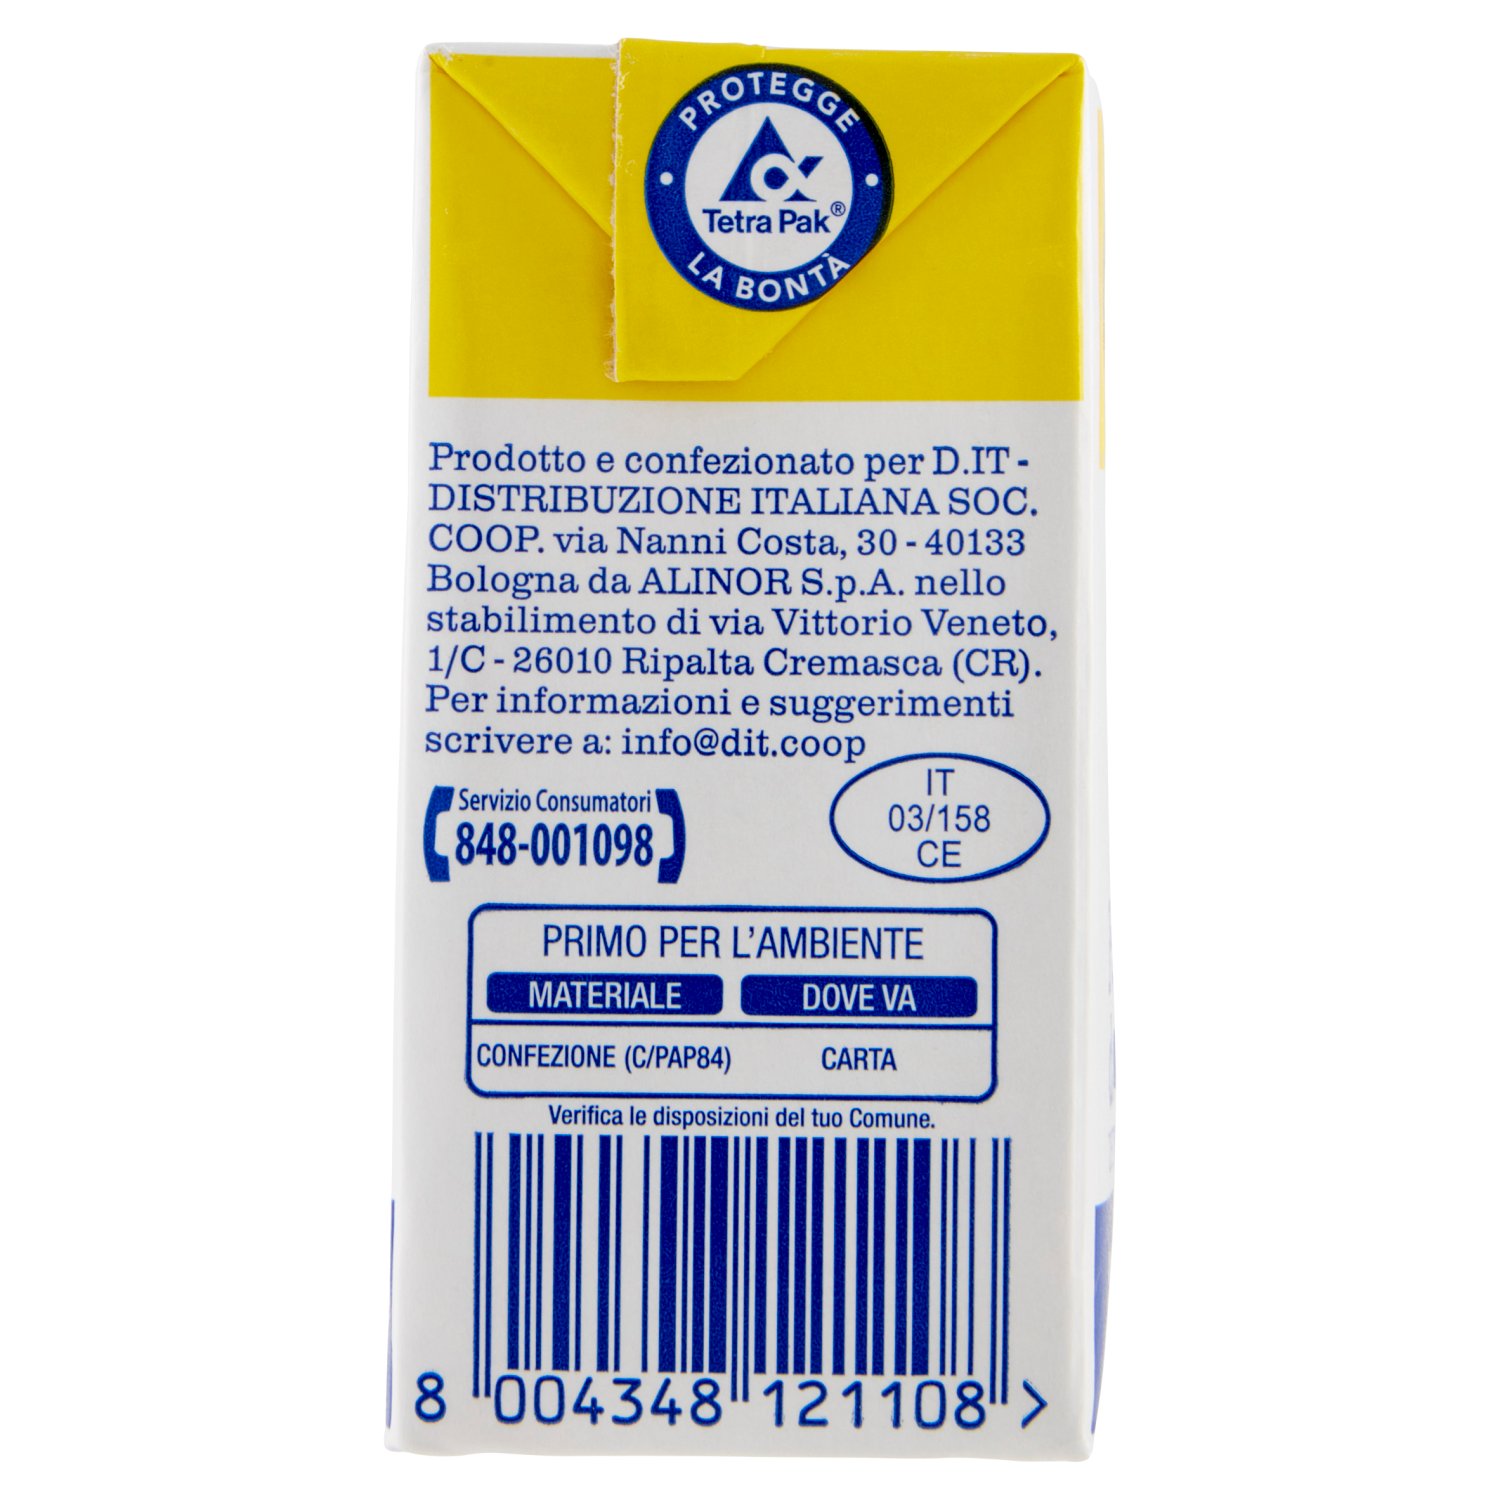 PROTEGGE
Tetra Pak®
LA BONTÀ
Prodotto e confezionato per D.IT -
DISTRIBUZIONE ITALIANA SOC.
COOP. via Nanni Costa, 30 - 40133
Bologna da ALINOR S.p.A. nello
stabilimento di via Vittorio Veneto,
1/C - 26010 Ripalta Cremasca (CR).
Per informazioni e suggerimenti
scrivere a: info@dit.coop
Servizio Consumatori
848-001098
IT
03/158
CE
PRIMO PER L'AMBIENTE
MATERIALE DOVE VA
CONFEZIONE (C/PAP84) CARTA
Verifica le disposizioni del tuo Comune.
8 004348 121108 >